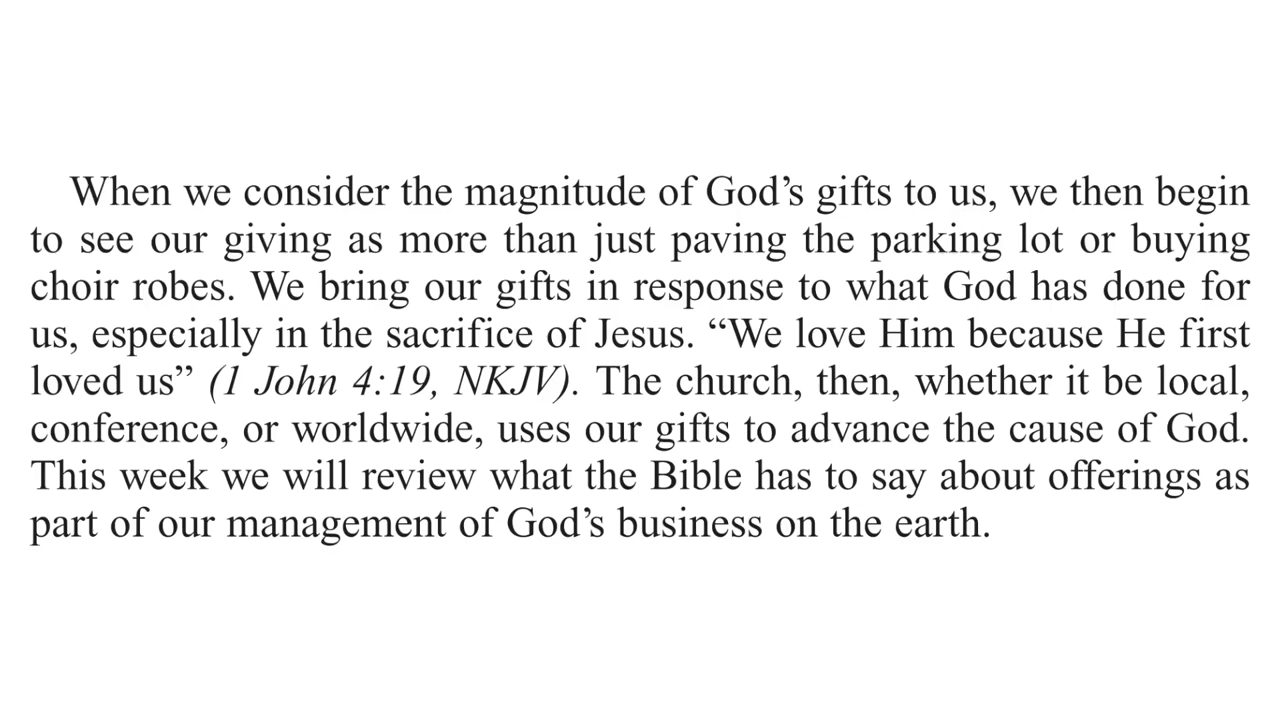 When we consider the magnitude of God’s gifts to us, we then begin
to see our giving as more than just paving the parking lot or buying
choir robes. We bring our gifts in response to what God has done for
us, especially in the sacrifice of Jesus. “We love Him because He first
loved us” (1 John 4:19, NKJV). The church, then, whether it be local,
conference, or worldwide, uses our gifts to advance the cause of God.
This week we will review what the Bible has to say about offerings as
part of our management of God’s business on the earth.